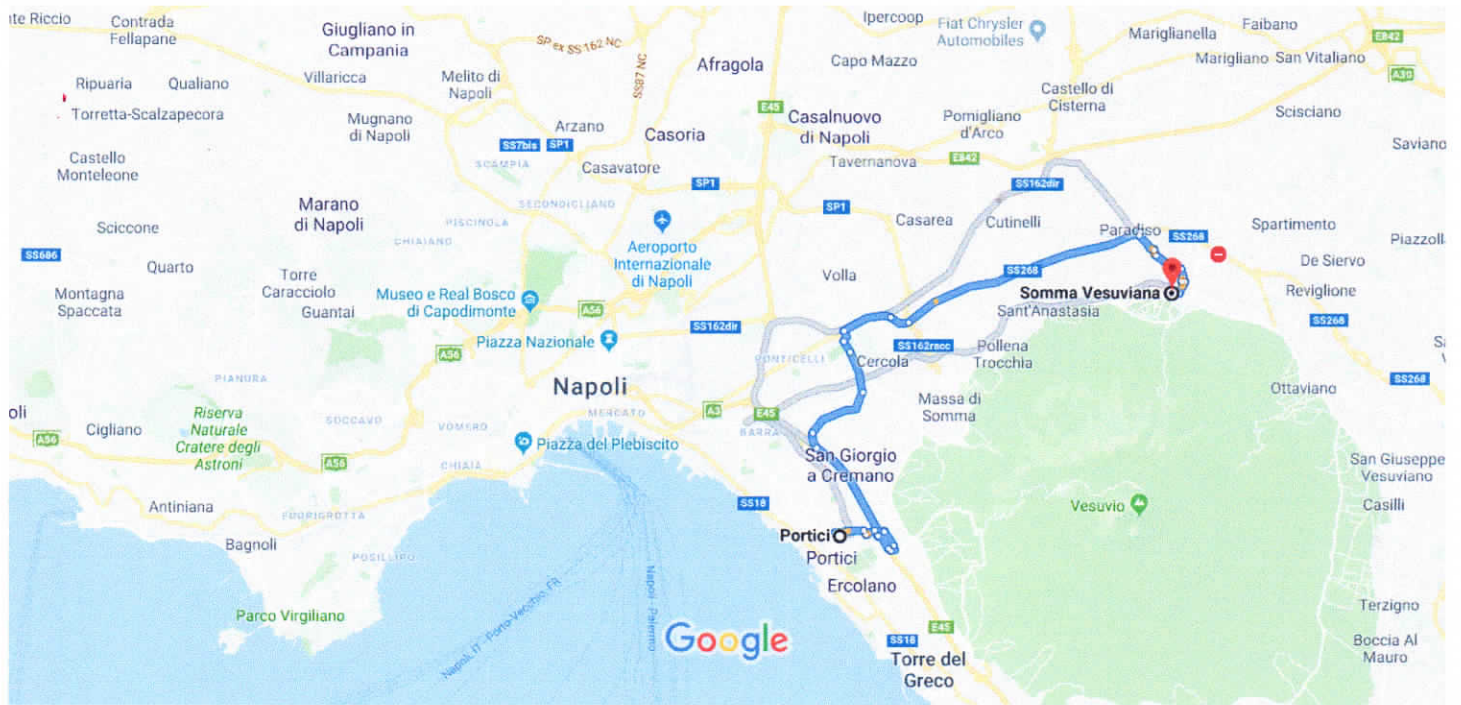 nte Riccio
Contrada
Fellapane
Giugliano in
Campania
SP ex SS 162 NC
SS87 NC
Ipercoop
Fiat Chrysler
Automobiles
Mariglianella
Faibano
E842
Ripuaria
Qualiano
Villaricca
Melito di
Napoli
Afragola
Capo Mazzo
Marigliano
San Vitaliano
A30
Torretta-Scalzapecora
Mugnano
di Napoli
Arzano
Casoria
E45
Casalnuovo
di Napoli
Pomigliano
d'Arco
Castello di
Cisterna
Scisciano
Castello
Monteleone
SCAMPIA
SS7bis
SP1
Casavatore
Tavernanova
E842
Saviano
SP1
SS162dir
Marano
di Napoli
SECONDIGLIANO
SP1
Sciccone
PISCINOLA
CHIAIANO
Casarea
Cutinelli
Paradiso
SS268
Spartimento
Piazzoll
SS686
Quarto
Torre
Caracciolo
Aeroporto
Internazionale
di Napoli
Volla
SS268
De Siervo
Montagna
Spaccata
Guantai
Museo e Real Bosco
di Capodimonte
A56
Somma Vesuviana
Sant'Anastasia
Reviglione
SS268
A56
Piazza Nazionale
SS162dir
SS162racc
Pollena
Trocchia
PONTICELLI
Cercola
PIANURA
Napoli
Massa di
Somma
Ottaviano
SS268
oli
A56
Cigliano
Riserva
Naturale
Cratere degli
Astroni
SOCCAVO
VOMERO
MERCATO
A3
E45
BARRA
A56
CHIAIA
Piazza del Plebiscito
San Giorgio
a Cremano
San Giuseppe
Vesuviano
Antiniana
FUORIGROTTA
SS18
Vesuvio
Casilli
Bagnoli
POSILLIPO
Portici
Portici
Ercolano
Parco Virgiliano
Napoli, IT - Porto-Vecchio, FR
Napoli - Palermo
Google
E45
SS18
Torre del
Greco
Terzigno
Boccia Al
Mauro